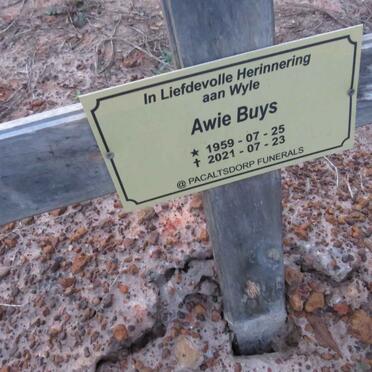 In Liefdevolle Herinnering
aan Wyle
Awie Buys
★ 1959 - 07 - 25
✝ 2021 - 07 - 23
@ PACALTSDORP FUNERALS